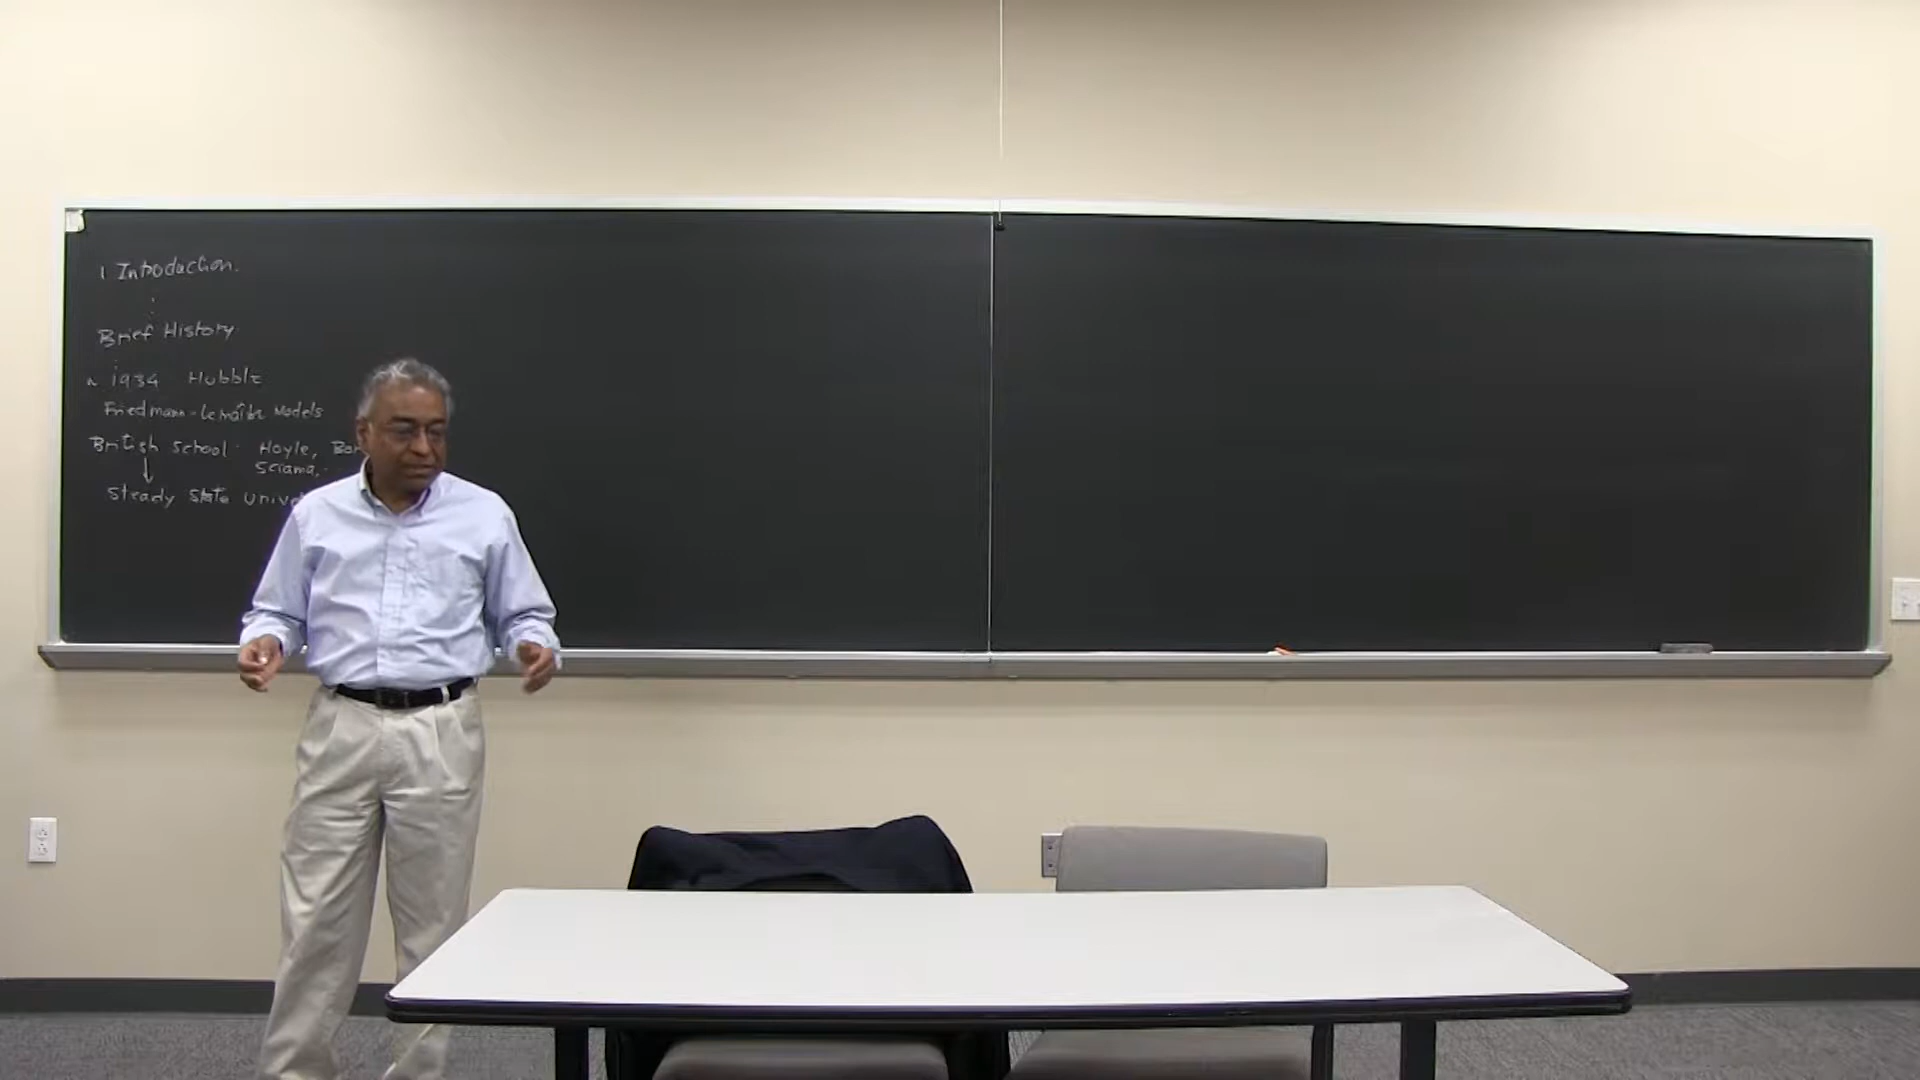 1 Introduction.
Brief History
~ 1934 Hubble
Friedmann-Lemaître Models
British School. Hoyle,
Sciama,
Steady State